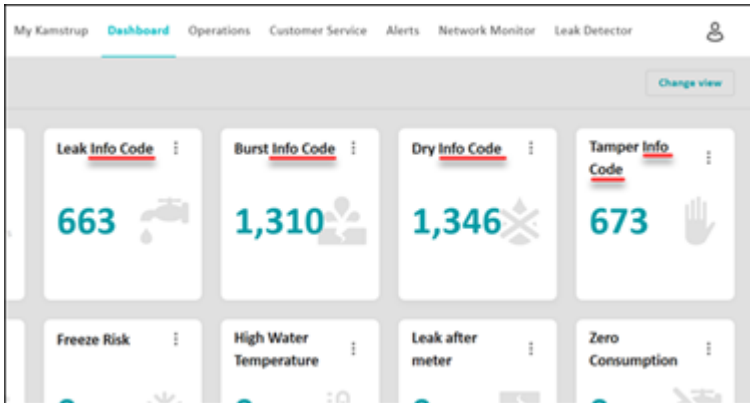 My Kamstrup Dashboard Operations Customer Service Alerts Network Monitor Leak Detector
Change view
Leak Info Code
Burst Info Code
Dry Info Code
Tamper Info
Code
663
1,310
1,346
673
Freeze Risk
High Water
Temperature
Leak after
meter
Zero
Consumption